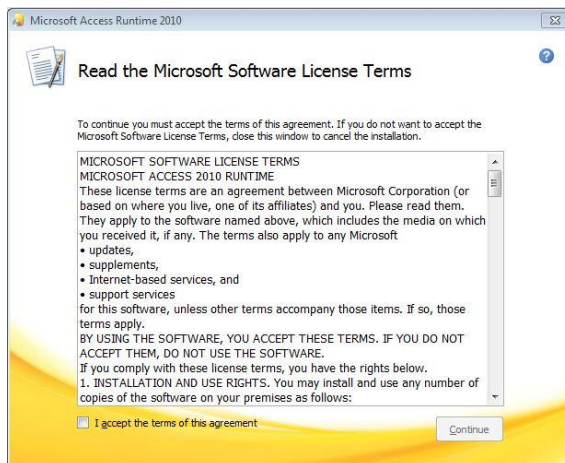 Microsoft Access Runtime 2010
Read the Microsoft Software License Terms
To continue you must accept the terms of this agreement. If you do not want to accept the
Microsoft Software License Terms, close this window to cancel the installation.
MICROSOFT SOFTWARE LICENSE TERMS
MICROSOFT ACCESS 2010 RUNTIME
These license terms are an agreement between Microsoft Corporation (or
based on where you live, one of its affiliates) and you. Please read them.
They apply to the software named above, which includes the media on which
you received it, if any. The terms also apply to any Microsoft
• updates,
• supplements,
• Internet-based services, and
• support services
for this software, unless other terms accompany those items. If so, those
terms apply.
BY USING THE SOFTWARE, YOU ACCEPT THESE TERMS. IF YOU DO NOT
ACCEPT THEM, DO NOT USE THE SOFTWARE.
If you comply with these license terms, you have the rights below.
1. INSTALLATION AND USE RIGHTS. You may install and use any number of
copies of the software on your premises as follows:
I accept the terms of this agreement
Continue